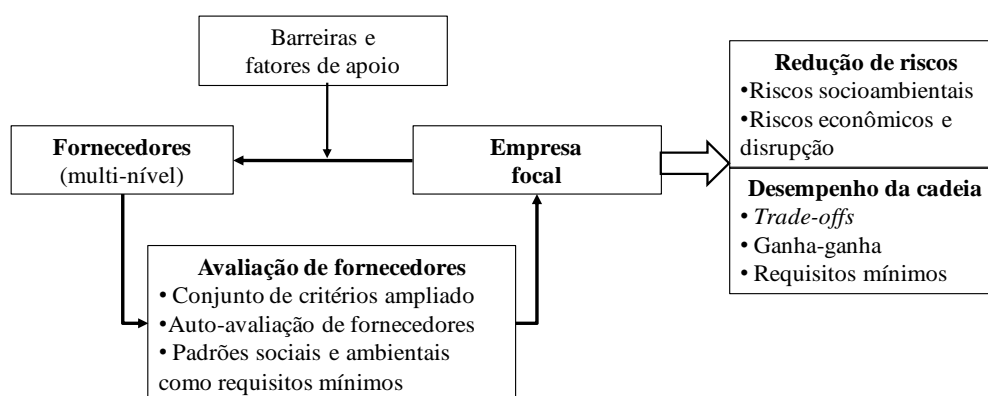 Barreiras e
fatores de apoio
Fornecedores
(multi-nível)
Empresa
focal
Redução de riscos
•Riscos socioambientais
•Riscos econômicos e
disrupção
Desempenho da cadeia
• Trade-offs
• Ganha-ganha
• Requisitos mínimos
Avaliação de fornecedores
• Conjunto de critérios ampliado
•Auto-avaliação de fornecedores
• Padrões sociais e ambientais
como requisitos mínimos